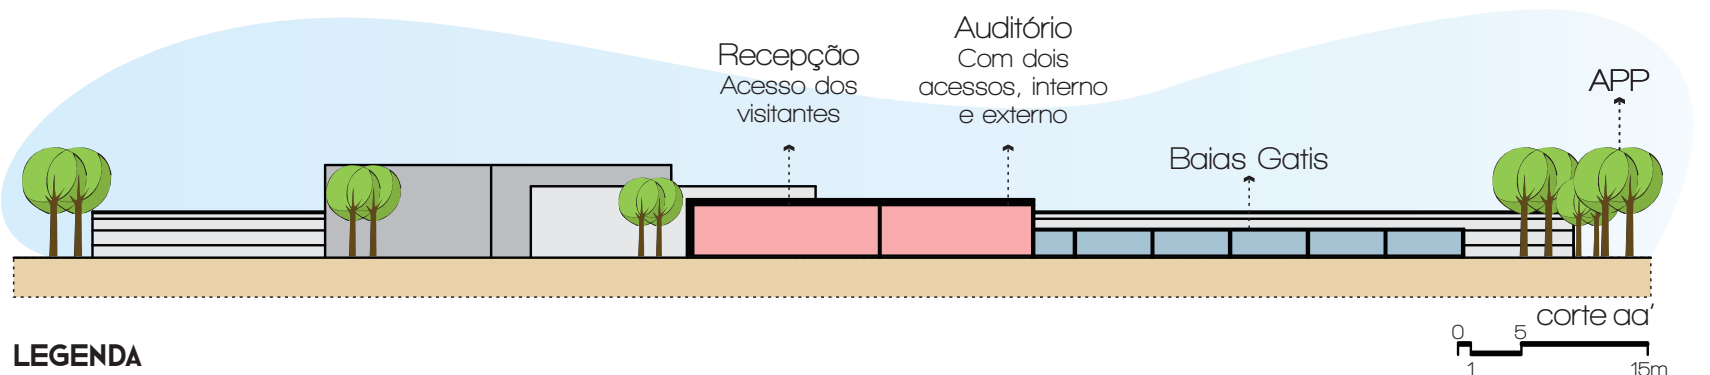 Recepção
Acesso dos
visitantes
Auditório
Com dois
acessos, interno
e externo
Baias Gatis
APP
corte aa'
0
5
1
15m
LEGENDA